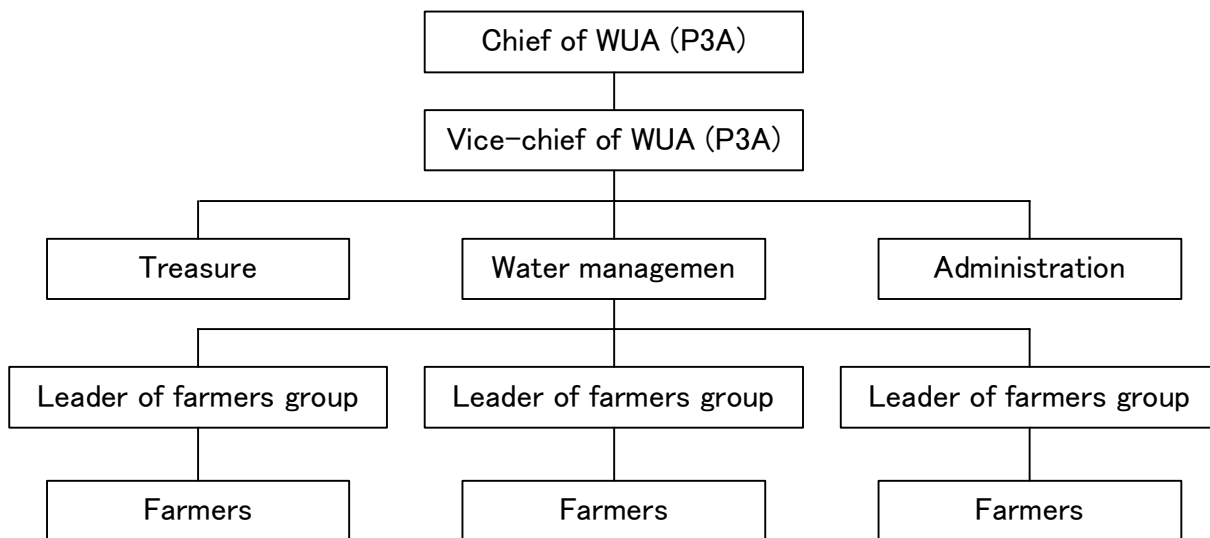 Chief of WUA (P3A)
Vice-chief of WUA (P3A)
Treasure
Water managemen
Administration
Leader of farmers group
Leader of farmers group
Leader of farmers group
Farmers
Farmers
Farmers